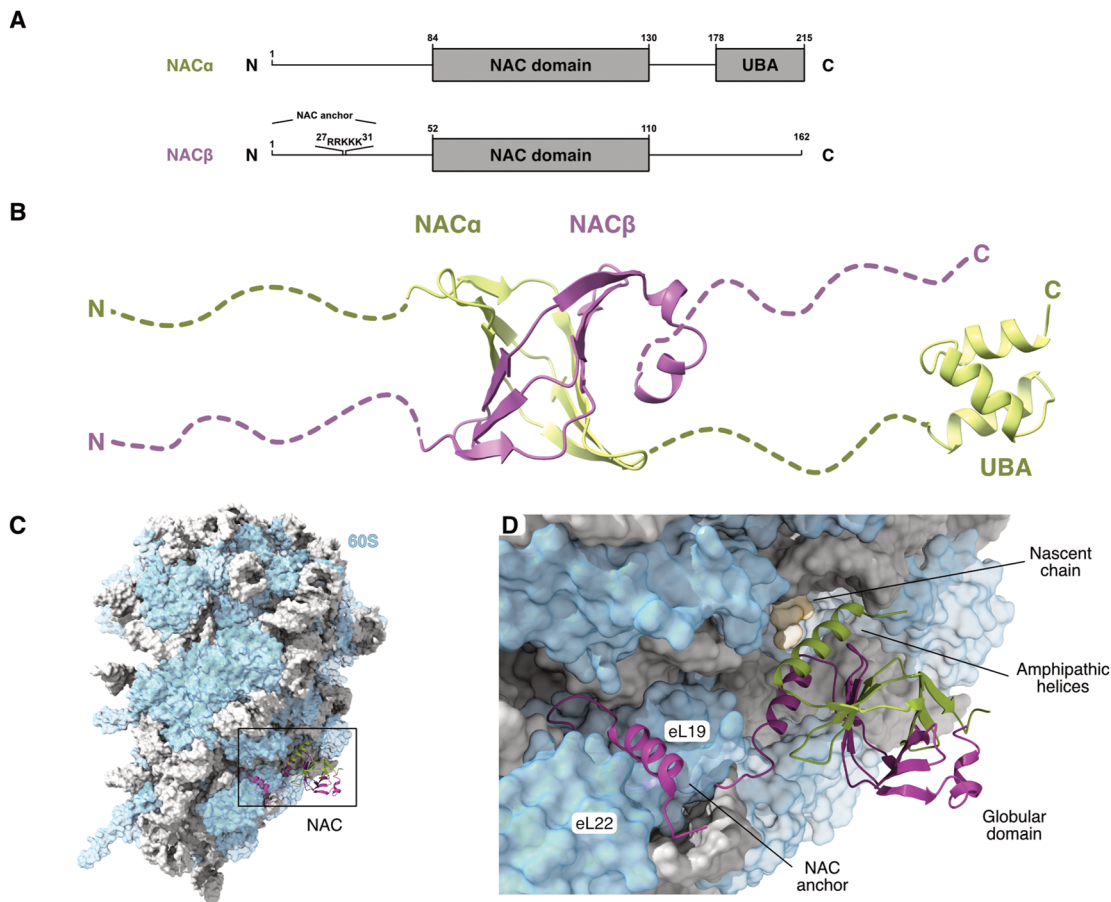 A
84 130 178 215
1
NACα N NAC domain UBA C
NAC anchor
1 27RRKKK31 52 110 162
NACβ N NAC domain C
B
NACα NACβ
C
N C
N
UBA
C 60S
NAC
D
Nascent
chain
Amphipathic
helices
eL19
eL22
Globular
domain
NAC
anchor